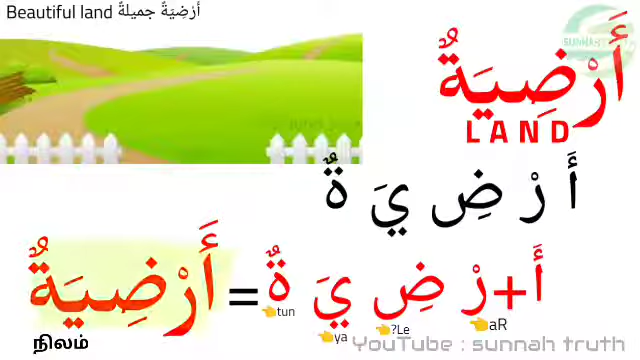 Beautiful land أَرْضِيَةٌ جميلةٌ
أَرْضِيَةٌ
LAND
أَ رْ ضِ يَ ةٌ
أَرْضِيَةٌ = أَ+رْ ضِ يَ ةٌ
👈tun
👈ya
👈?Le
👈aR
நிலம்
YouTube : sunnah truth